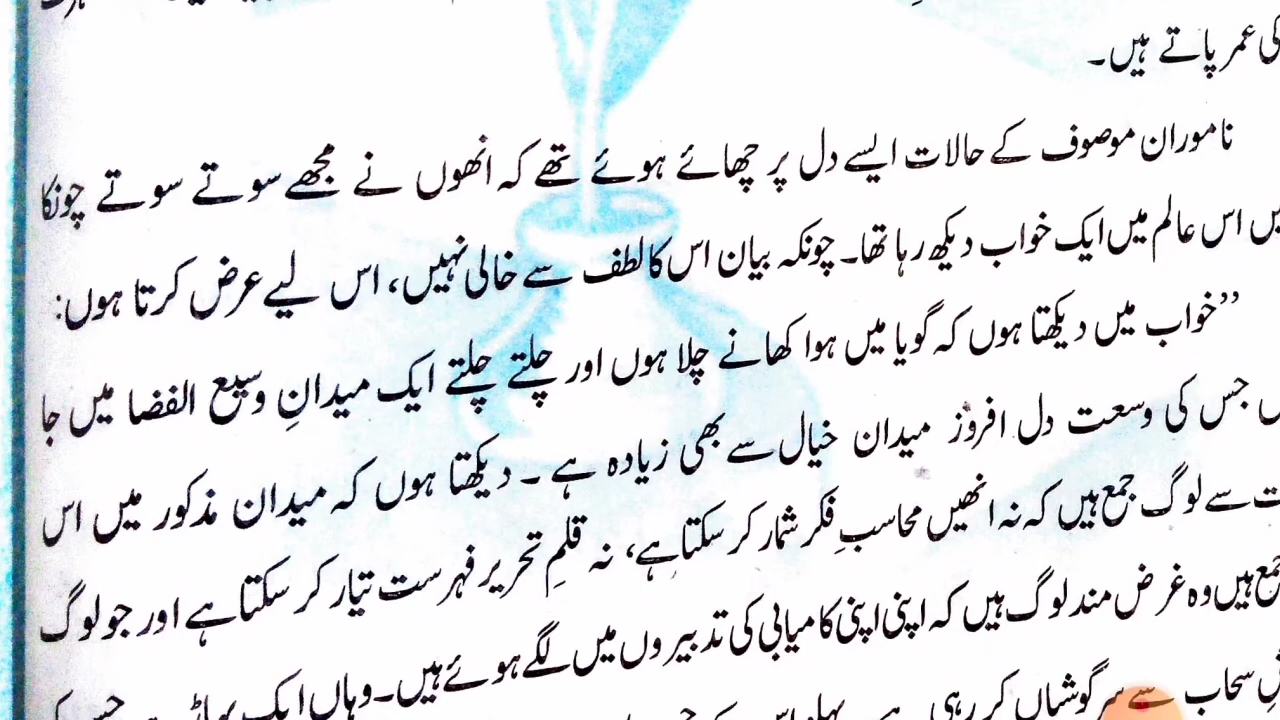 کی عمر پاتے ہیں۔
ناموران موصوف کے حالات ایسے دل پر چھائے ہوئے تھے کہ انھوں نے مجھے سوتے سوتے چونکا
اس عالم میں ایک خواب دیکھ رہا تھا۔ چونکہ بیان اس کا لطف سے خالی نہیں، اس لیے عرض کرتا ہوں:
”خواب میں دیکھتا ہوں کہ گویا میں ہوا کھانے چلا ہوں اور چلتے چلتے ایک میدانِ وسیع الفضا میں جا
جس کی وسعت دل افروز میدان خیال سے بھی زیادہ ہے ۔ دیکھتا ہوں کہ میدان مذکور میں اس
سے لوگ جمع ہیں کہ نہ انھیں محاسبِ فکر شمار کر سکتا ہے، نہ قلمِ تحریر فہرست تیار کر سکتا ہے اور جو لوگ
جمع ہیں وہ غرض مند لوگ ہیں کہ اپنی اپنی کامیابی کی تدبیروں میں لگے ہوئے ہیں۔ وہاں ایک
سحاب سے سرگوشیاں کر رہی